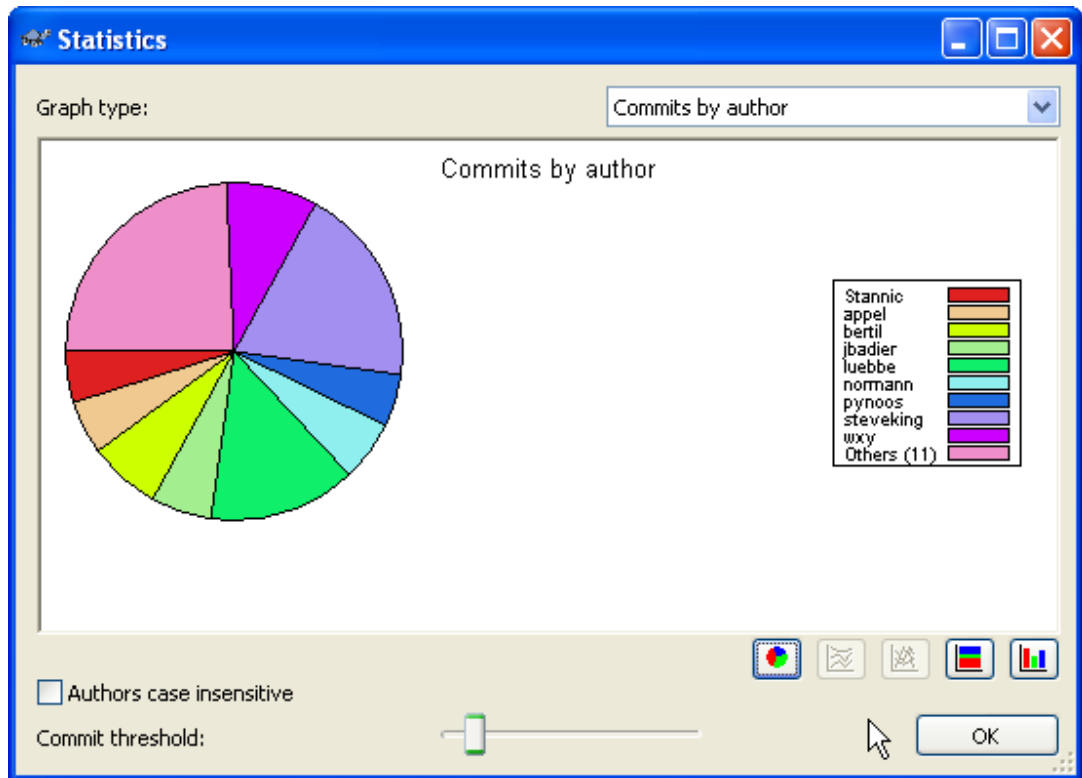 Statistics
Graph type:
Commits by author
Commits by author
Stannic
appel
bertil
jbadier
luebbe
normann
pynoos
steveking
wxy
Others (11)
Authors case insensitive
Commit threshold:
OK